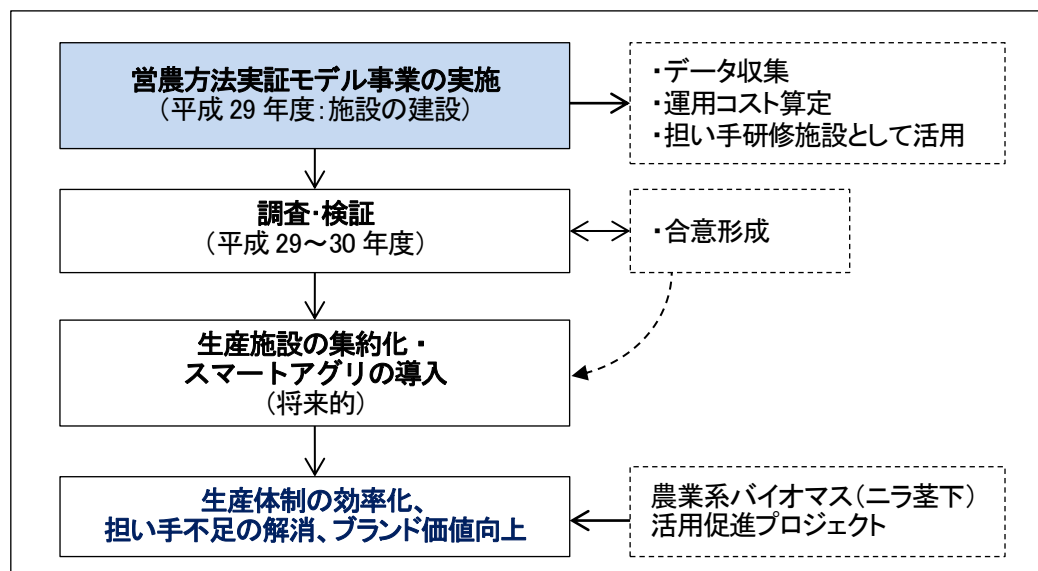 営農方法実証モデル事業の実施
（平成 29 年度：施設の建設）
・データ収集
・運用コスト算定
・担い手研修施設として活用
調査・検証
（平成 29～30 年度）
・合意形成
生産施設の集約化・
スマートアグリの導入
（将来的）
生産体制の効率化、
担い手不足の解消、ブランド価値向上
農業系バイオマス（ニラ茎下）
活用促進プロジェクト